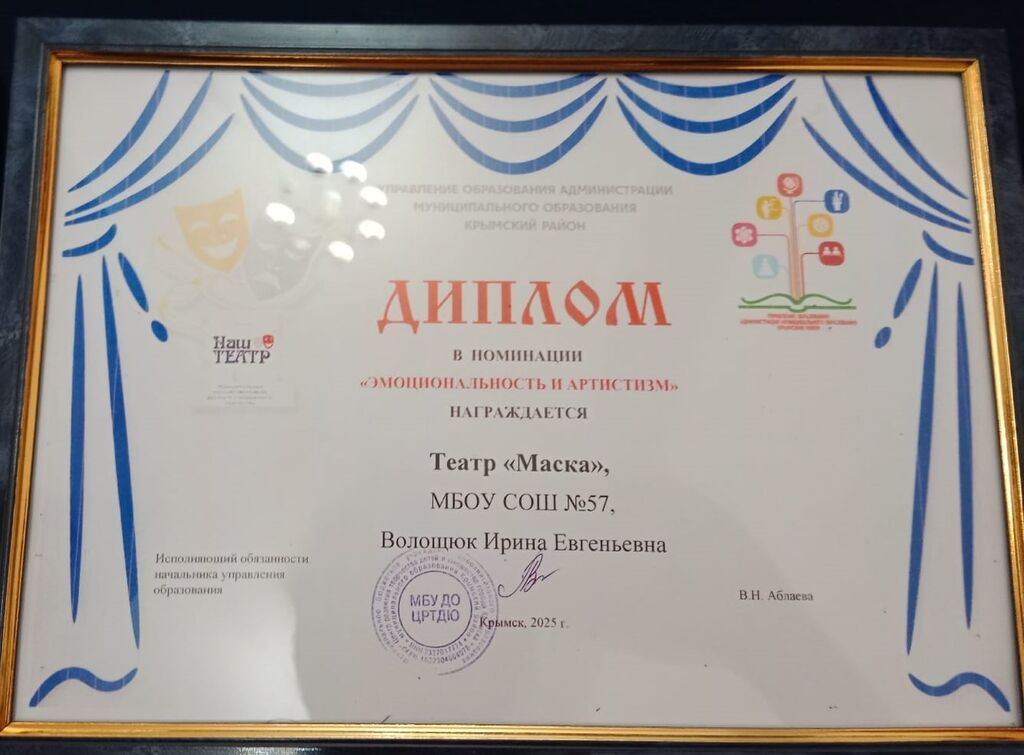 УПРАВЛЕНИЕ ОБРАЗОВАНИЯ АДМИНИСТРАЦИИ
МУНИЦИПАЛЬНОГО ОБРАЗОВАНИЯ
КРЫМСКИЙ РАЙОН
ДИПЛОМ
В НОМИНАЦИИ
«ЭМОЦИОНАЛЬНОСТЬ И АРТИСТИЗМ»
НАГРАЖДАЕТСЯ
Наш
ТЕАТР
Театр «Маска»,
МБОУ СОШ №57,
Волощюк Ирина Евгеньевна
Исполняющий обязанности
начальника управления
образования
В.Н. Аблаева
МБУ ДО
ЦРТДЮ
Крымск, 2025 г.